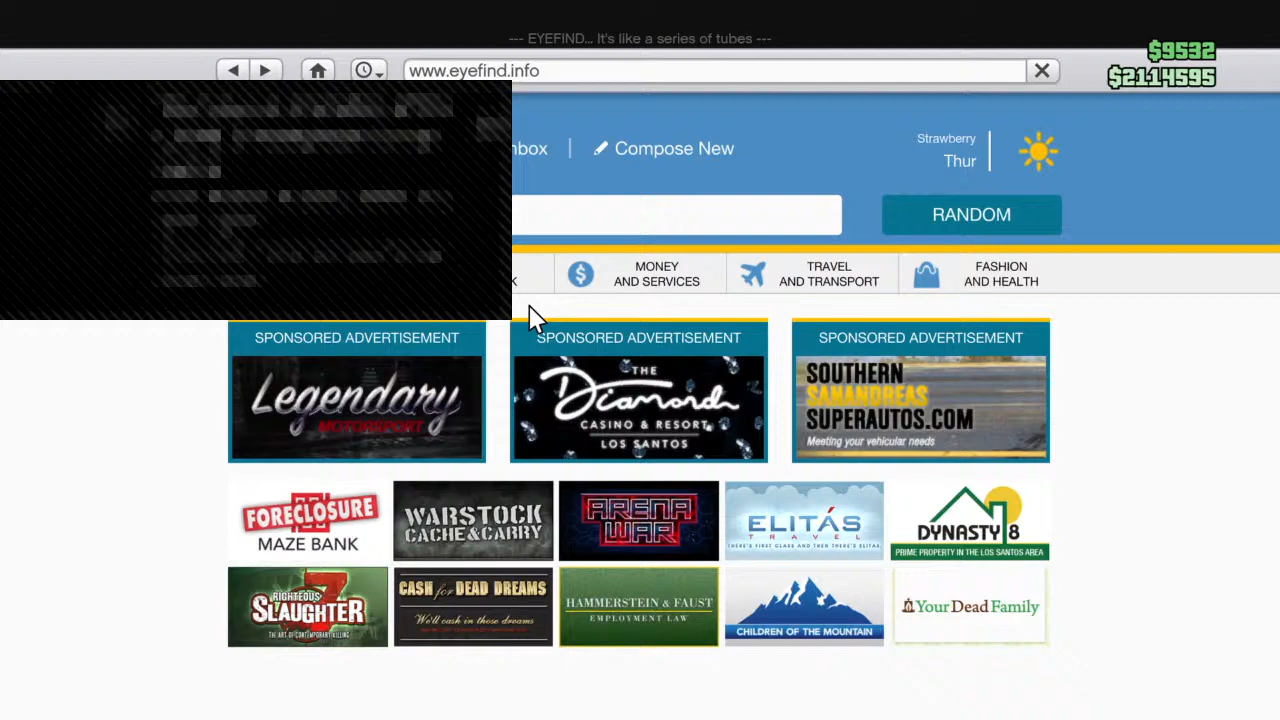 --- EYEFIND... It's like a series of tubes ---
$9532
www.eyefind.info
$2114595
Strawberry
Compose New
Thur
RANDOM
MONEY
AND SERVICES
TRAVEL
AND TRANSPORT
FASHION
AND HEALTH
SPONSORED ADVERTISEMENT
SPONSORED ADVERTISEMENT
SPONSORED ADVERTISEMENT
Legendary
MOTORSPORT
THE
Diamond
CASINO & RESORT
LOS SANTOS
SOUTHERN
SANANDREAS
SUPERAUTOS.COM
Meeting your vehicular needs
FORECLOSURE
MAZE BANK
WARSTOCK
CACHE & CARRY
ARENA
WAR
ELITÁS
TRAVEL
THERE'S FIRST CLASS AND THEN THERE'S ELITAS
DYNASTY 8
PRIME PROPERTY IN THE LOS SANTOS AREA
RIGHTEOUS
SLAUGHTER
7
THE ART OF CONTEMPORARY KILLING
CASH for DEAD DREAMS
We'll cash in those dreams
HAMMERSTEIN & FAUST
EMPLOYMENT LAW
CHILDREN OF THE MOUNTAIN
YourDeadFamily